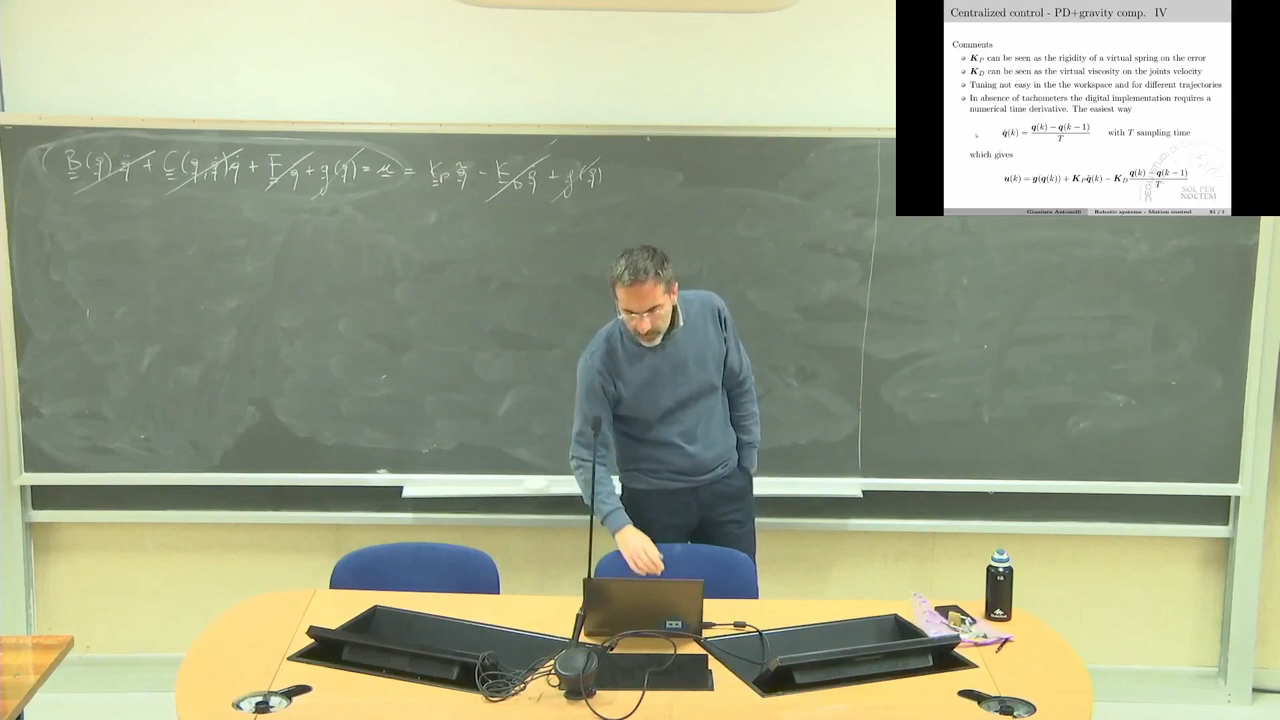 Centralized control - PD+gravity comp. IV
Comments
K_P can be seen as the rigidity of a virtual spring on the error
K_D can be seen as the virtual viscosity on the joints velocity
Tuning not easy in the the workspace and for different trajectories
In absence of tachometers the digital implementation requires a
numerical time derivative. The easiest way
q̇(k) = (q(k) − q(k−1)) / T with T sampling time
which gives
u(k) = g(q(k)) + K_P q̃(k) − K_D (q(k) − q(k−1)) / T
SOL PER
NOCTEM
Gianluca Antonelli Robotic systems - Motion control
B(q) q̈ + C(q,q̇) q̇ + F q̇ + g(q) = u = K_P q̃ − K_D q̇ + g(q)